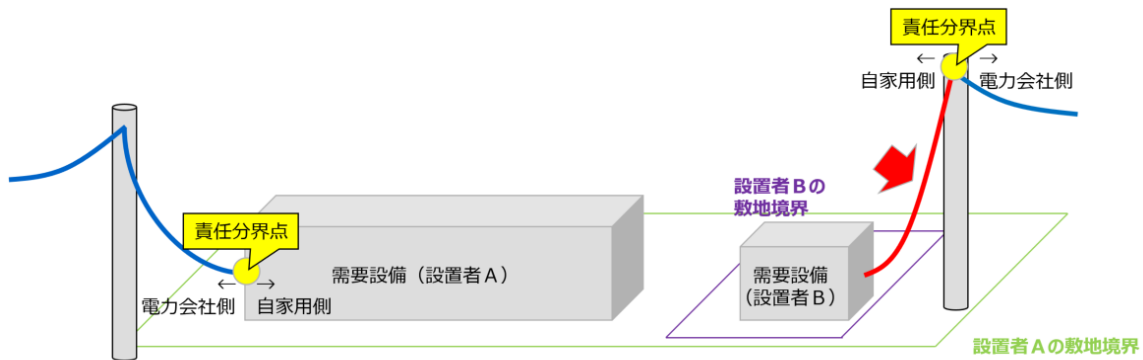 責任分界点
← →
自家用側 電力会社側
設置者Bの
敷地境界
責任分界点
需要設備（設置者A）
需要設備
（設置者B）
← →
電力会社側 自家用側
設置者Aの敷地境界